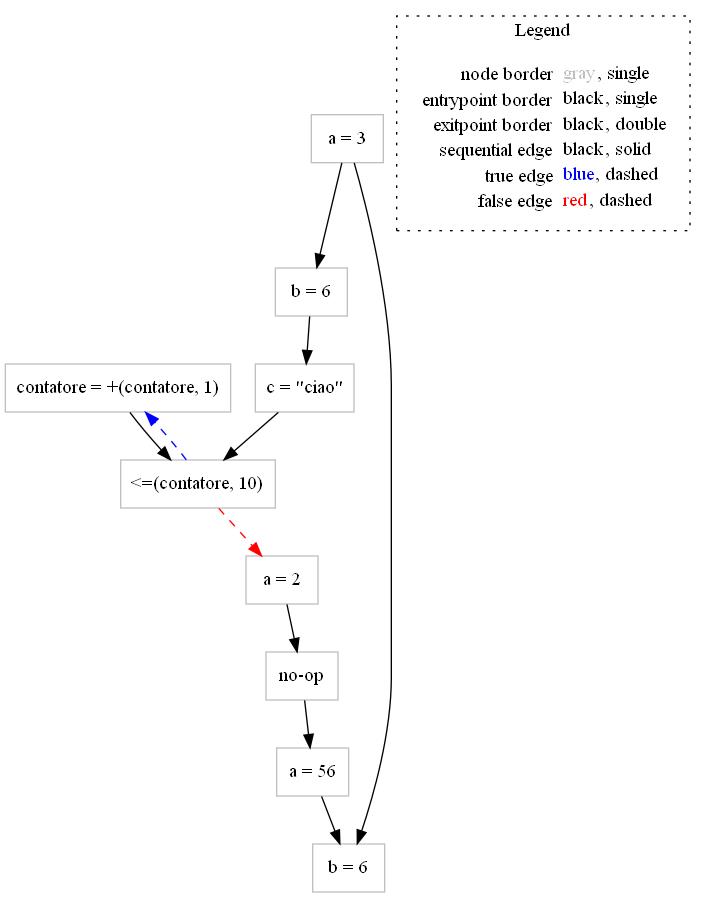 Legend
node border gray, single
entrypoint border black, single
exitpoint border black, double
sequential edge black, solid
true edge blue, dashed
false edge red, dashed
a = 3
b = 6
contatore = +(contatore, 1)
c = "ciao"
<=(contatore, 10)
a = 2
no-op
a = 56
b = 6